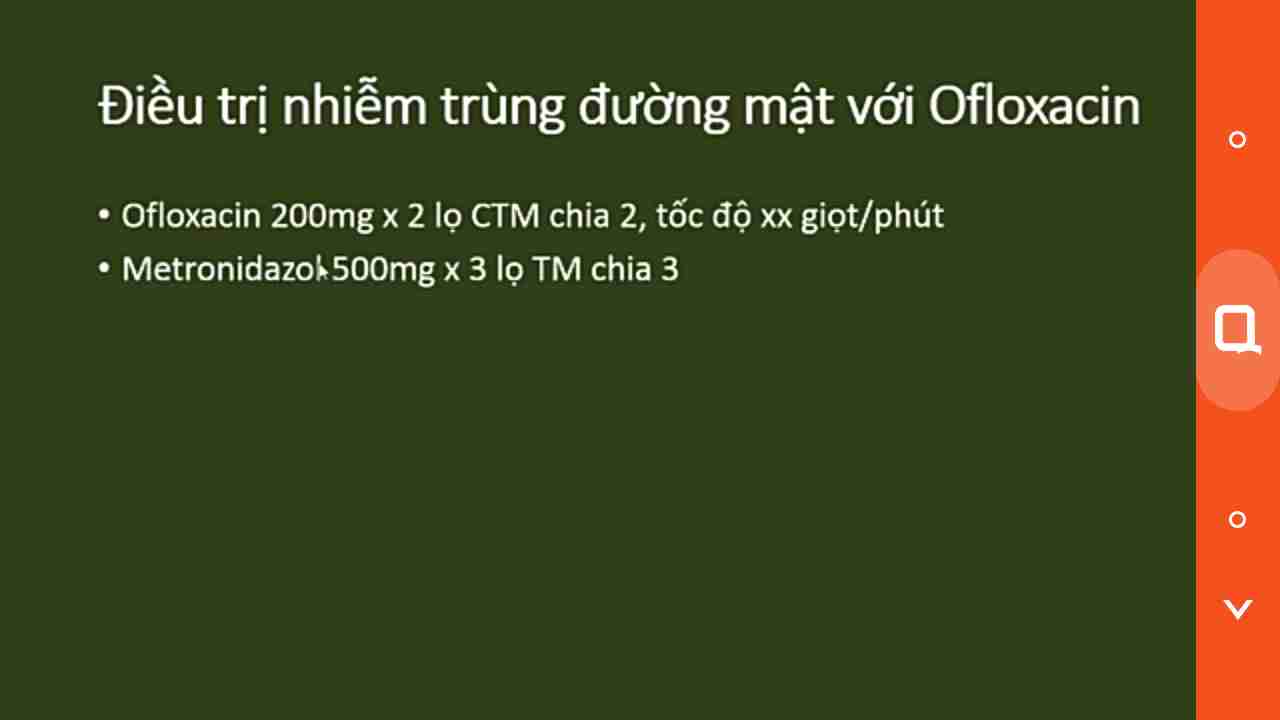 Điều trị nhiễm trùng đường mật với Ofloxacin
• Ofloxacin 200mg x 2 lọ CTM chia 2, tốc độ xx giọt/phút
• Metronidazol 500mg x 3 lọ TM chia 3